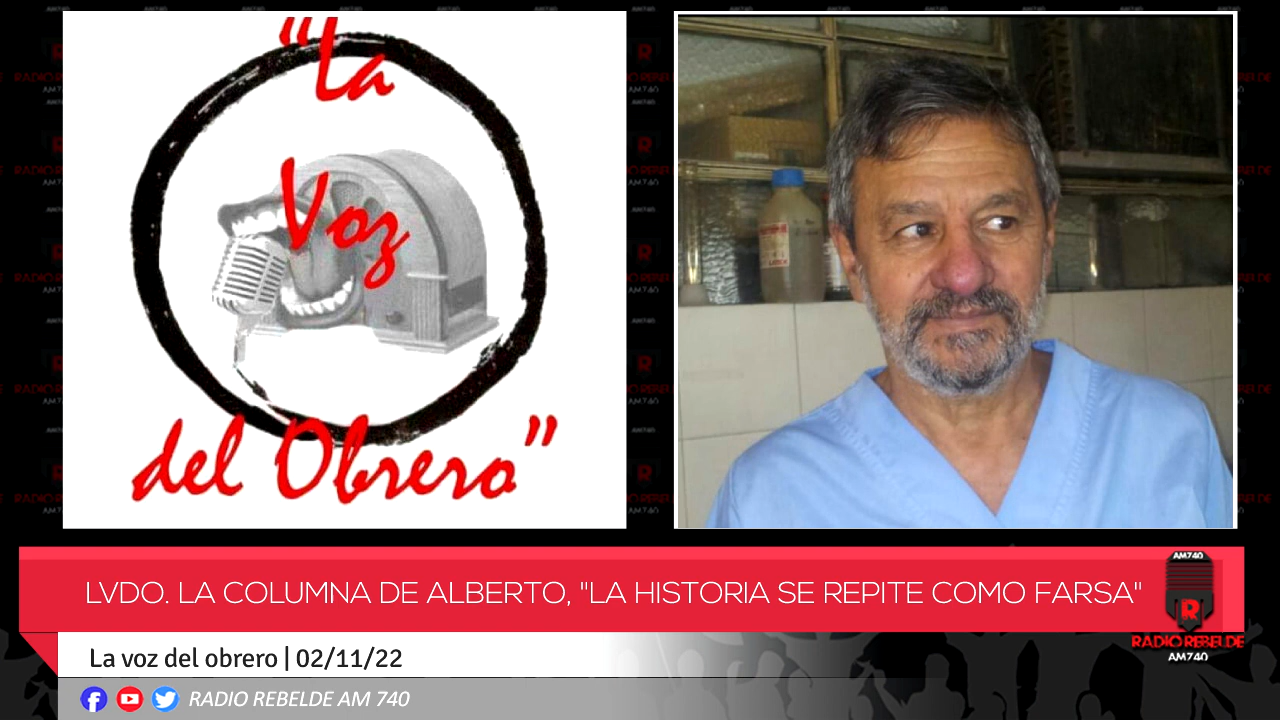 "La
Voz
del Obrero"
LVDO. LA COLUMNA DE ALBERTO, "LA HISTORIA SE REPITE COMO FARSA"
AM740
R
RADIO REBELDE
AM740
La voz del obrero | 02/11/22
RADIO REBELDE AM 740